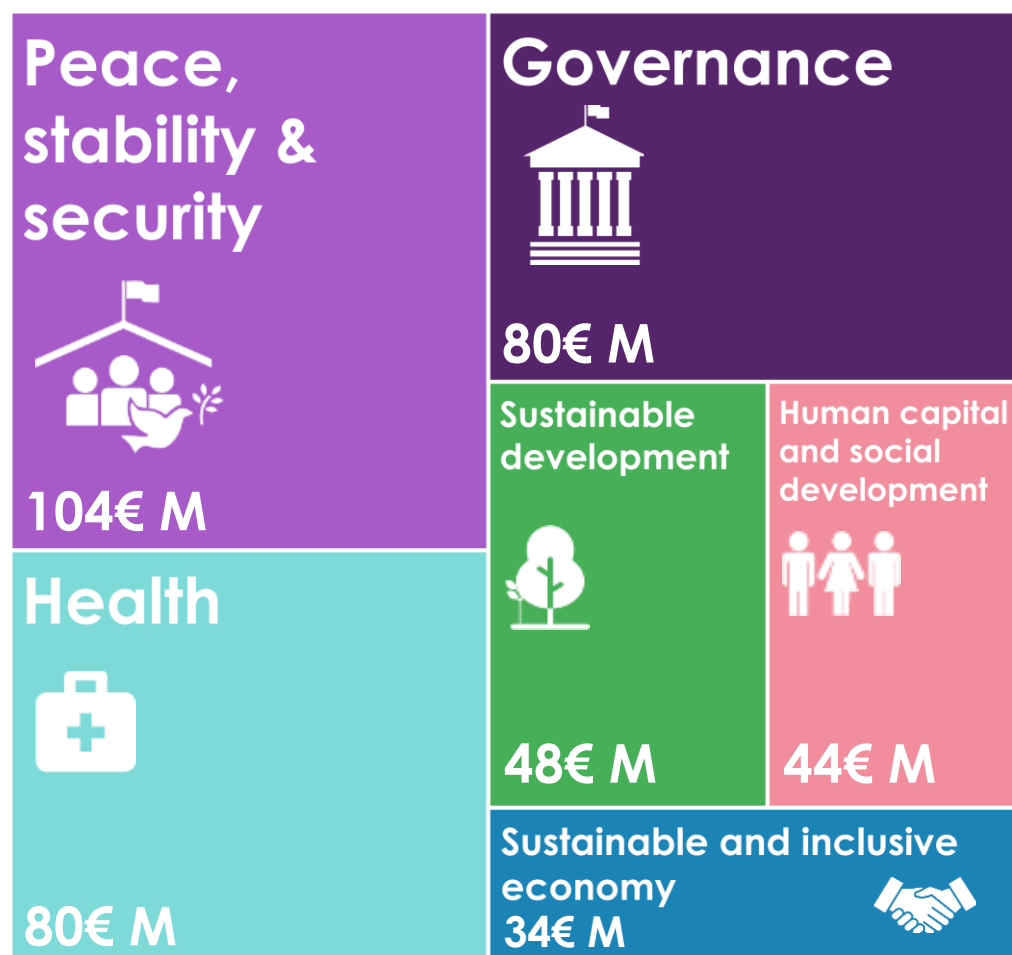 Peace,
stability &
security
104€ M
Governance
80€ M
Sustainable
development
48€ M
Human capital
and social
development
44€ M
Health
80€ M
Sustainable and inclusive
economy
34€ M